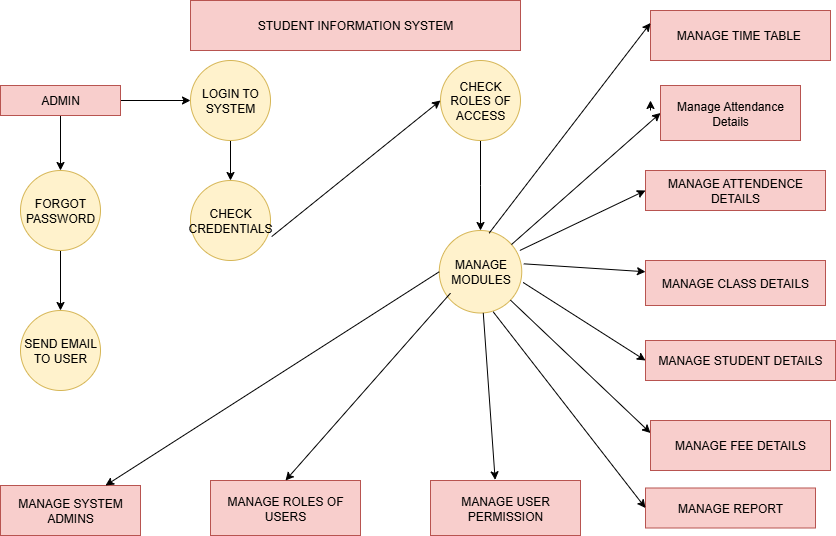 STUDENT INFORMATION SYSTEM
MANAGE TIME TABLE
ADMIN
LOGIN TO
SYSTEM
CHECK
ROLES OF
ACCESS
Manage Attendance
Details
FORGOT
PASSWORD
CHECK
CREDENTIALS
MANAGE ATTENDENCE
DETAILS
MANAGE
MODULES
MANAGE CLASS DETAILS
SEND EMAIL
TO USER
MANAGE STUDENT DETAILS
MANAGE FEE DETAILS
MANAGE SYSTEM
ADMINS
MANAGE ROLES OF
USERS
MANAGE USER
PERMISSION
MANAGE REPORT